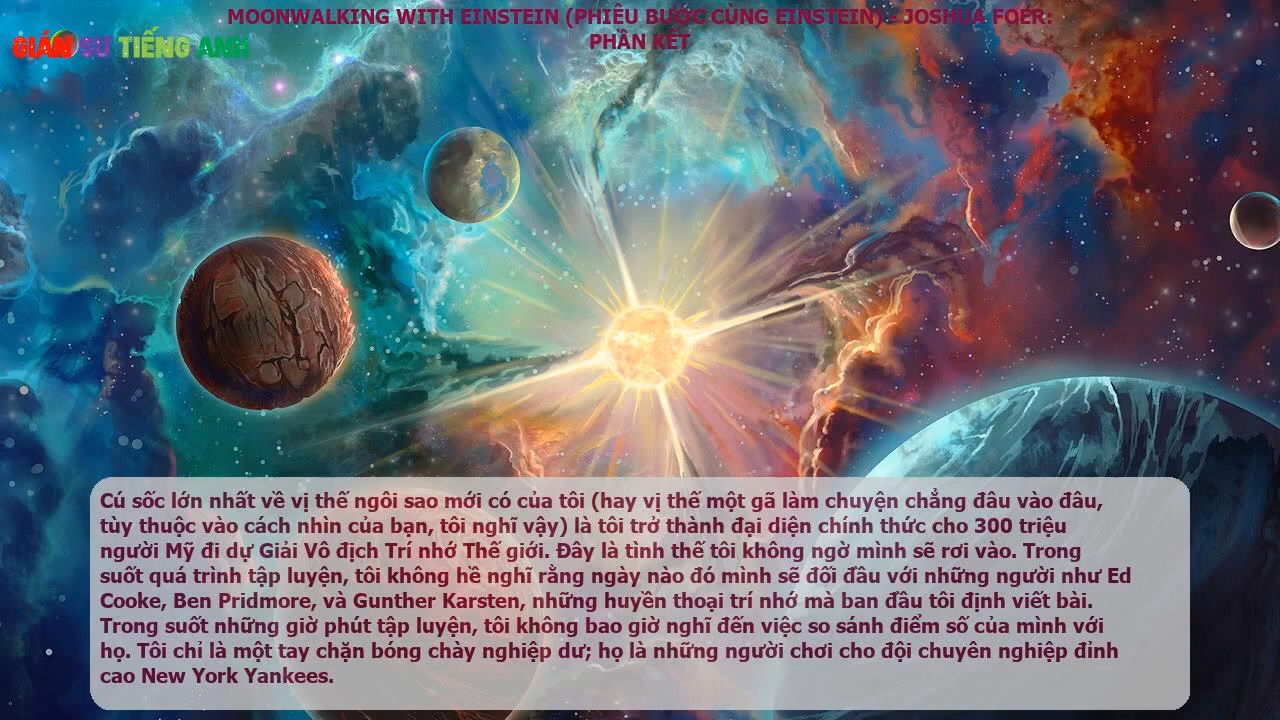 MOONWALKING WITH EINSTEIN (PHIÊU BƯỚC CÙNG EINSTEIN) - JOSHUA FOER:
PHẦN KẾT
GIÁM SƯ TIẾNG ANH
Cú sốc lớn nhất về vị thế ngôi sao mới có của tôi (hay vị thế một gã làm chuyện chẳng đâu vào đâu,
tùy thuộc vào cách nhìn của bạn, tôi nghĩ vậy) là tôi trở thành đại diện chính thức cho 300 triệu
người Mỹ đi dự Giải Vô địch Trí nhớ Thế giới. Đây là tình thế tôi không ngờ mình sẽ rơi vào. Trong
suốt quá trình tập luyện, tôi không hề nghĩ rằng ngày nào đó mình sẽ đối đầu với những người như Ed
Cooke, Ben Pridmore, và Gunther Karsten, những huyền thoại trí nhớ mà ban đầu tôi định viết bài.
Trong suốt những giờ phút tập luyện, tôi không bao giờ nghĩ đến việc so sánh điểm số của mình với
họ. Tôi chỉ là một tay chặn bóng chày nghiệp dư; họ là những người chơi cho đội chuyên nghiệp đỉnh
cao New York Yankees.